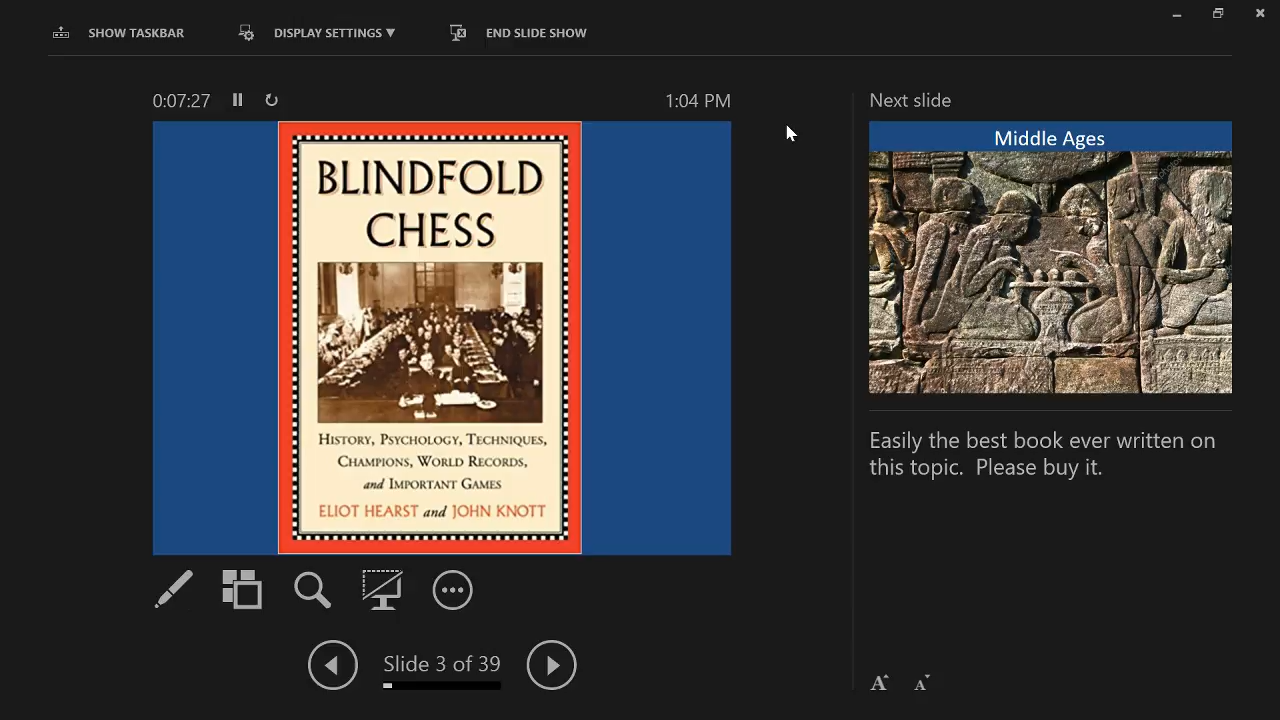 SHOW TASKBAR
DISPLAY SETTINGS ▼
END SLIDE SHOW
0:07:27
1:04 PM
BLINDFOLD
CHESS
HISTORY, PSYCHOLOGY, TECHNIQUES,
CHAMPIONS, WORLD RECORDS,
and IMPORTANT GAMES
ELIOT HEARST and JOHN KNOTT
Slide 3 of 39
Next slide
Middle Ages
Easily the best book ever written on
this topic.  Please buy it.
A A